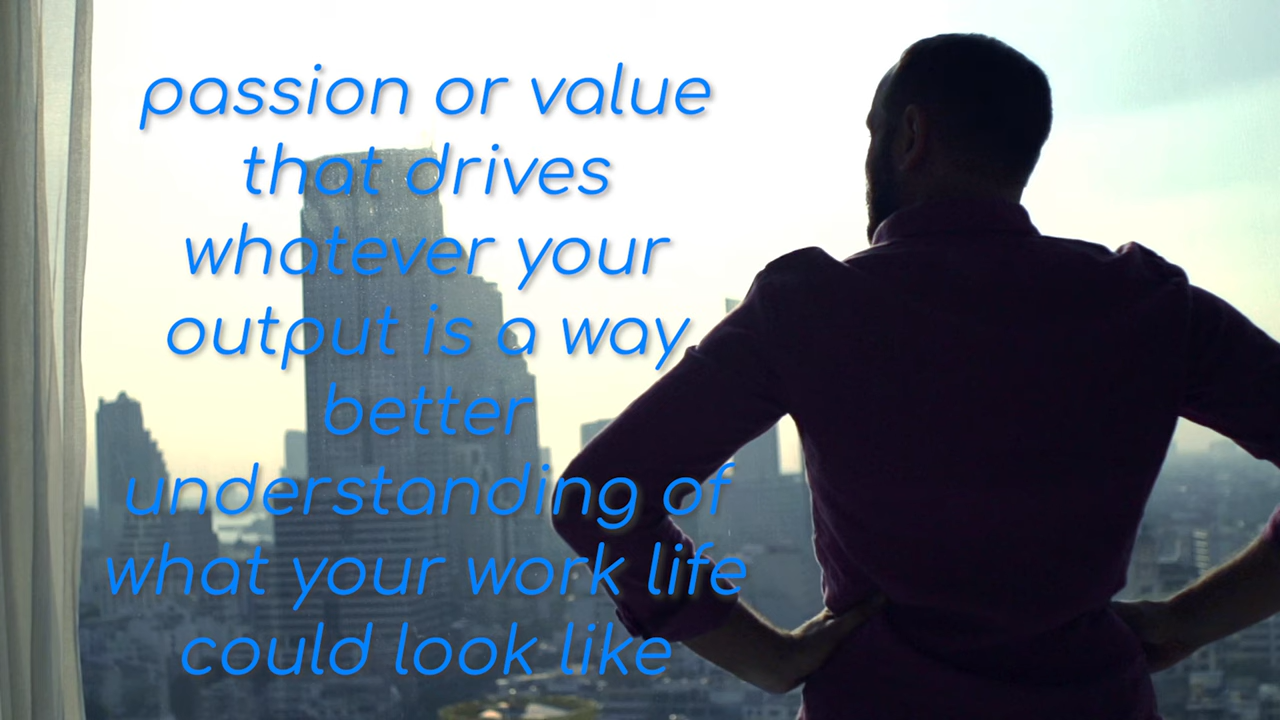 passion or value
that drives
whatever your
output is a way
better
understanding of
what your work life
could look like